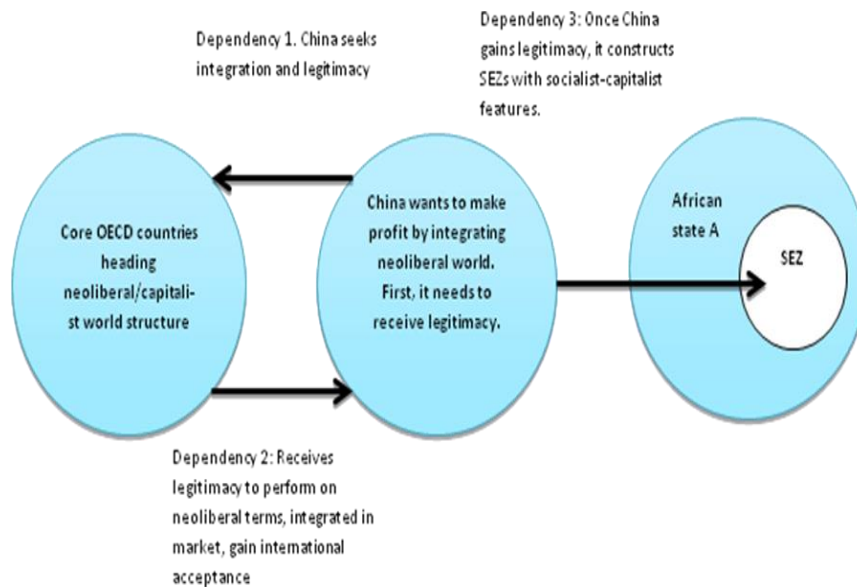 Dependency 1. China seeks
integration and legitimacy
Dependency 3: Once China
gains legitimacy, it constructs
SEZs with socialist-capitalist
features.
Core OECD countries
heading
neoliberal/capitali-
st world structure
China wants to make
profit by integrating
neoliberal world.
First, it needs to
receive legitimacy.
African
state A
SEZ
Dependency 2: Receives
legitimacy to perform on
neoliberal terms, integrated in
market, gain international
acceptance